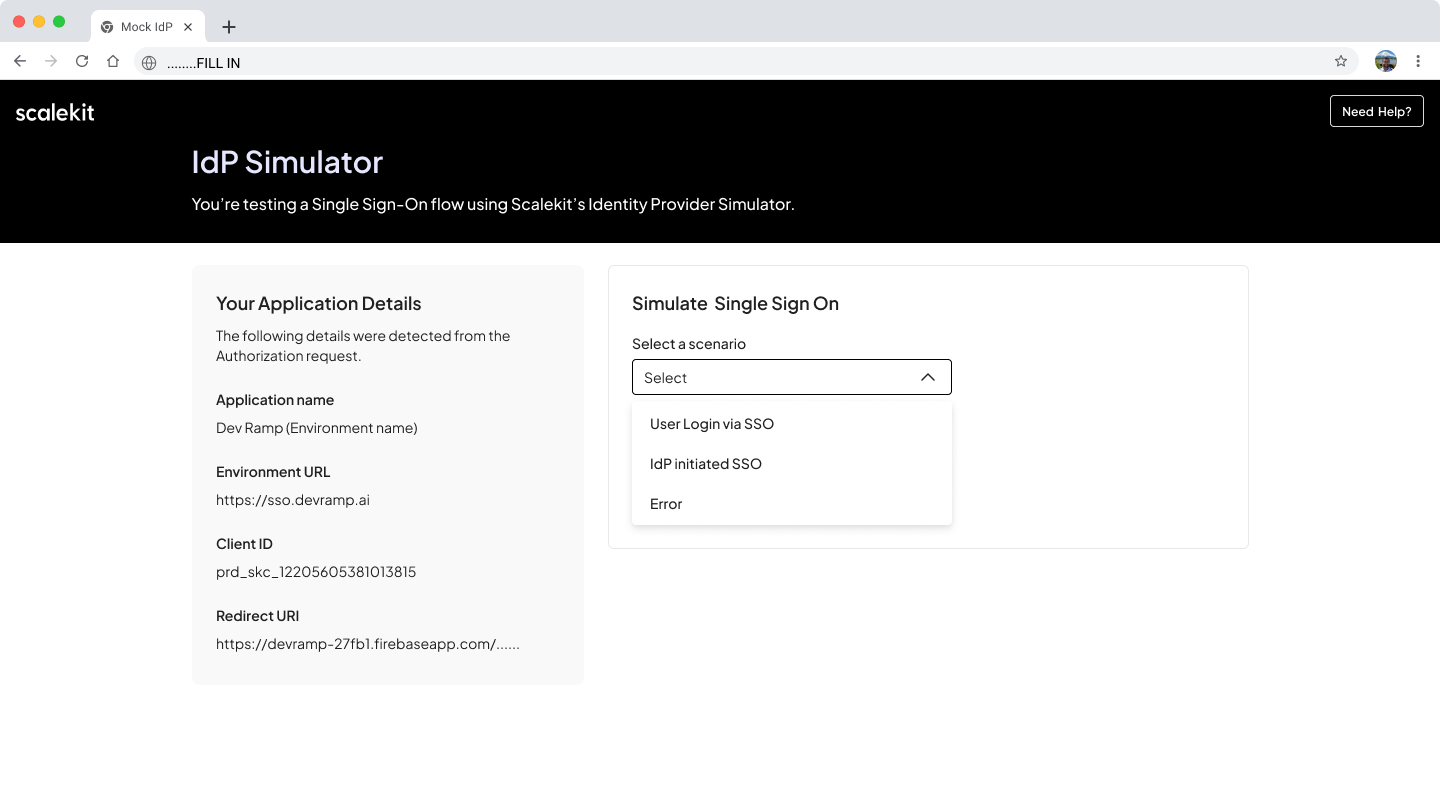 Mock IdP
........FILL IN
scalekit
Need Help?
IdP Simulator
You’re testing a Single Sign-On flow using Scalekit’s Identity Provider Simulator.
Your Application Details
The following details were detected from the
Authorization request.
Application name
Dev Ramp (Environment name)
Environment URL
https://sso.devramp.ai
Client ID
prd_skc_12205605381013815
Redirect URI
https://devramp-27fb1.firebaseapp.com/......
Simulate Single Sign On
Select a scenario
Select
User Login via SSO
IdP initiated SSO
Error